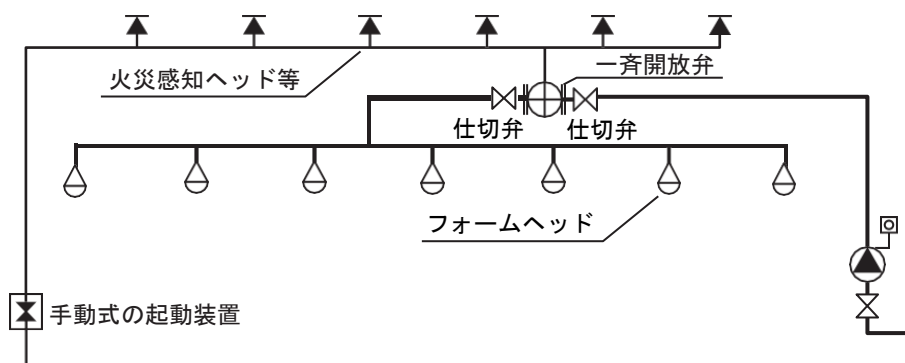 火災感知ヘッド等
一斉開放弁
仕切弁
仕切弁
フォームヘッド
手動式の起動装置